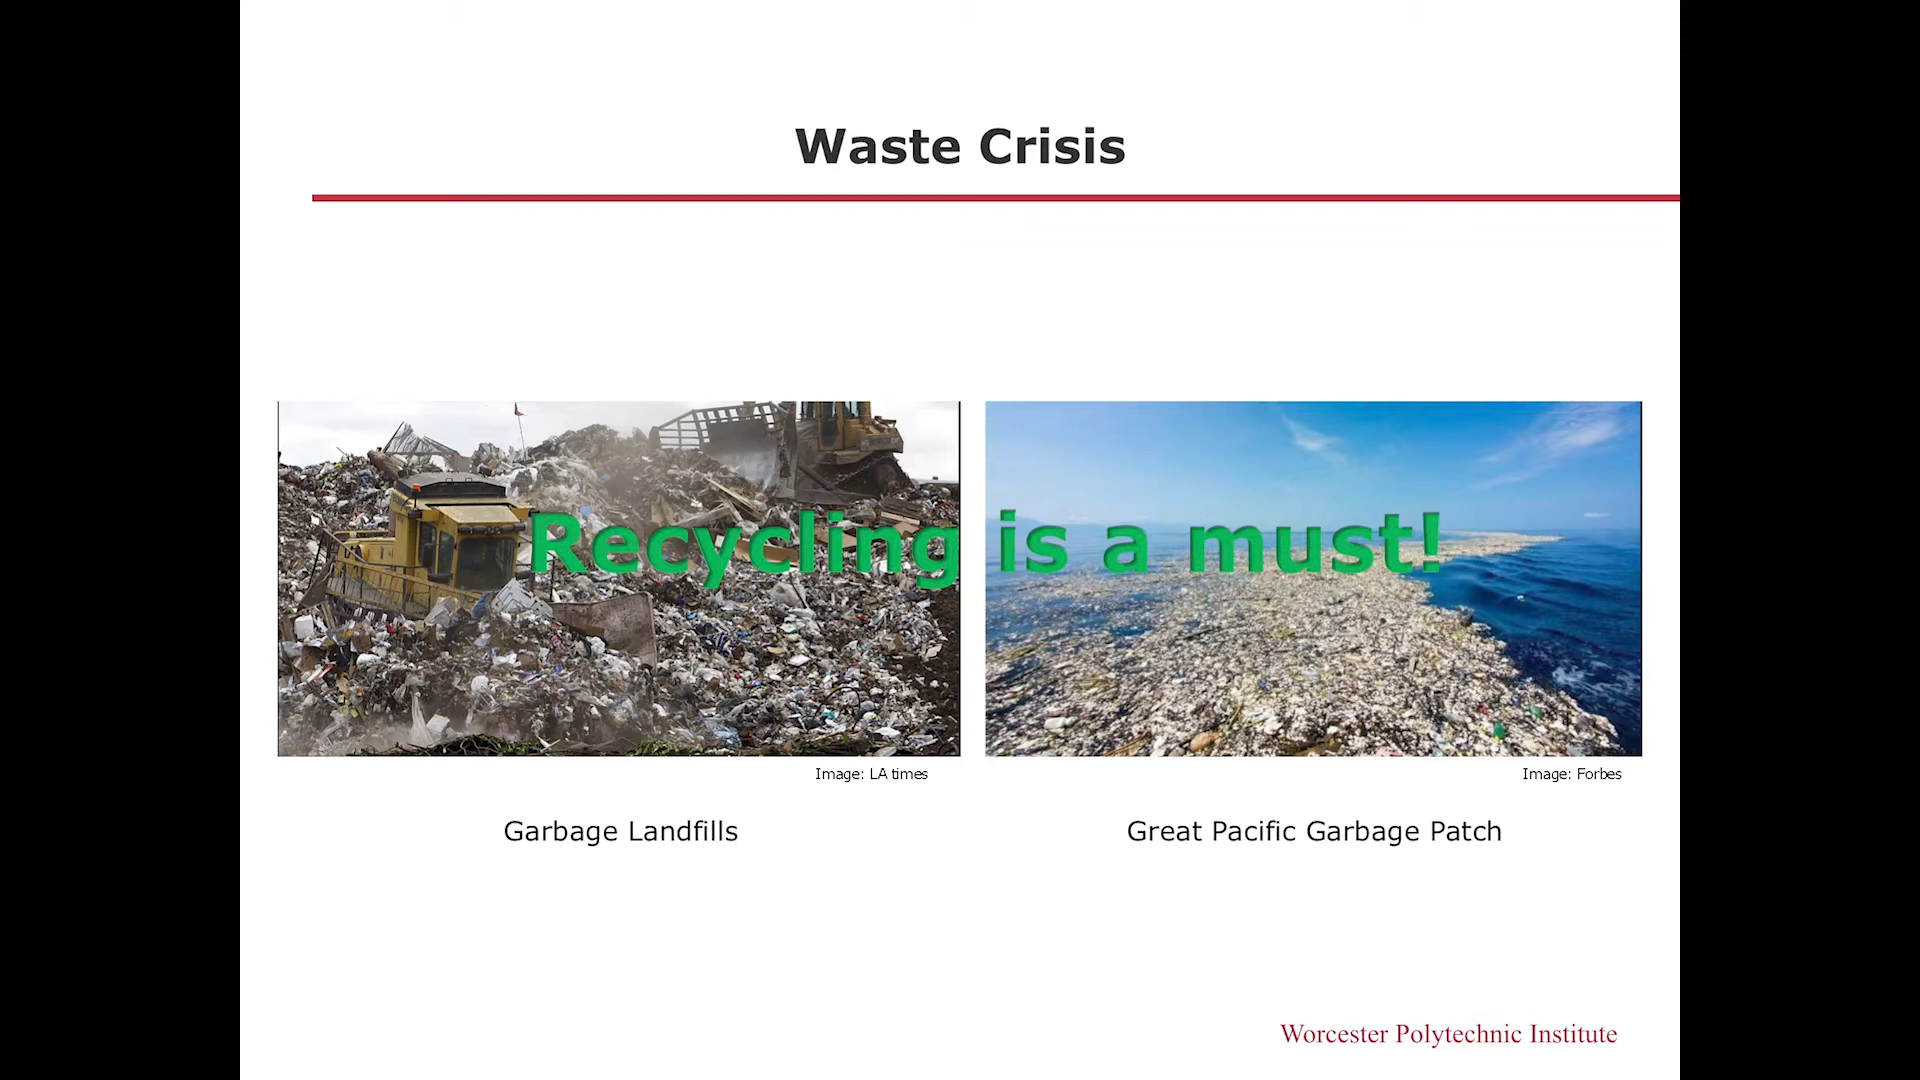 Waste Crisis
Recycling is a must!
Image: LA times
Image: Forbes
Garbage Landfills
Great Pacific Garbage Patch
Worcester Polytechnic Institute